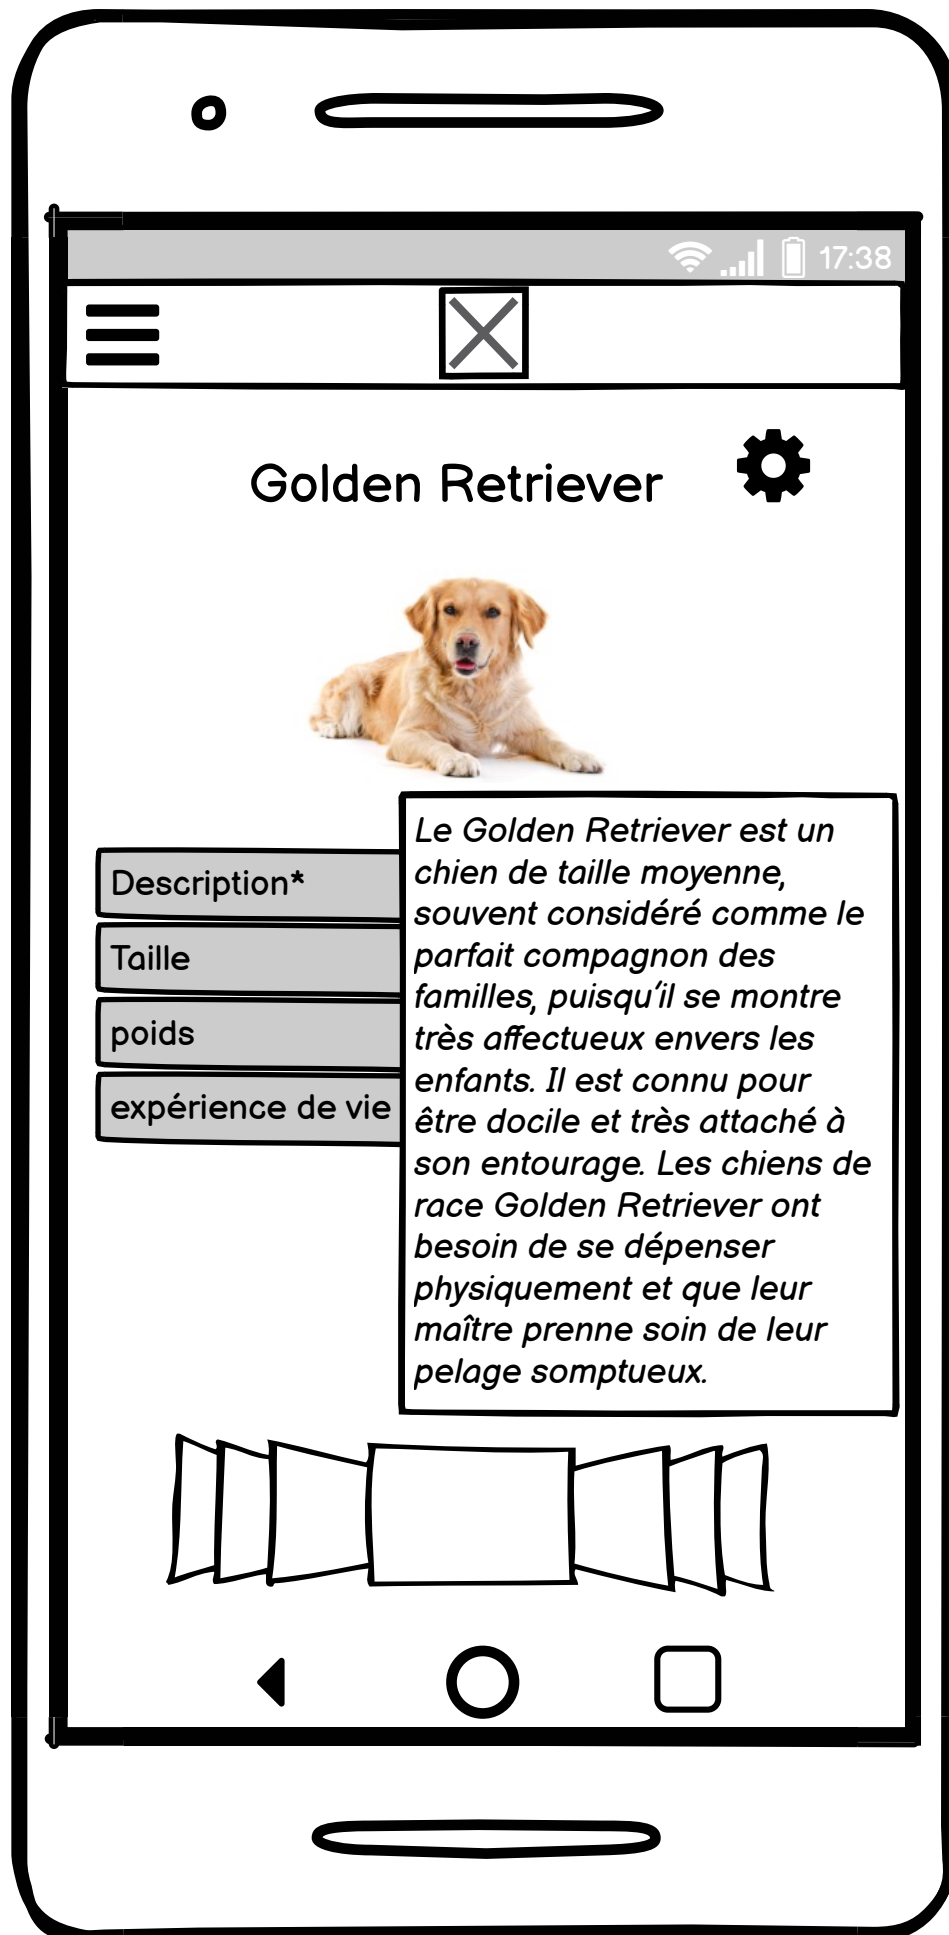 17:38
Golden Retriever
Description*
Taille
poids
expérience de vie
Le Golden Retriever est un
chien de taille moyenne,
souvent considéré comme le
parfait compagnon des
familles, puisqu'il se montre
très affectueux envers les
enfants. Il est connu pour
être docile et très attaché à
son entourage. Les chiens de
race Golden Retriever ont
besoin de se dépenser
physiquement et que leur
maître prenne soin de leur
pelage somptueux.